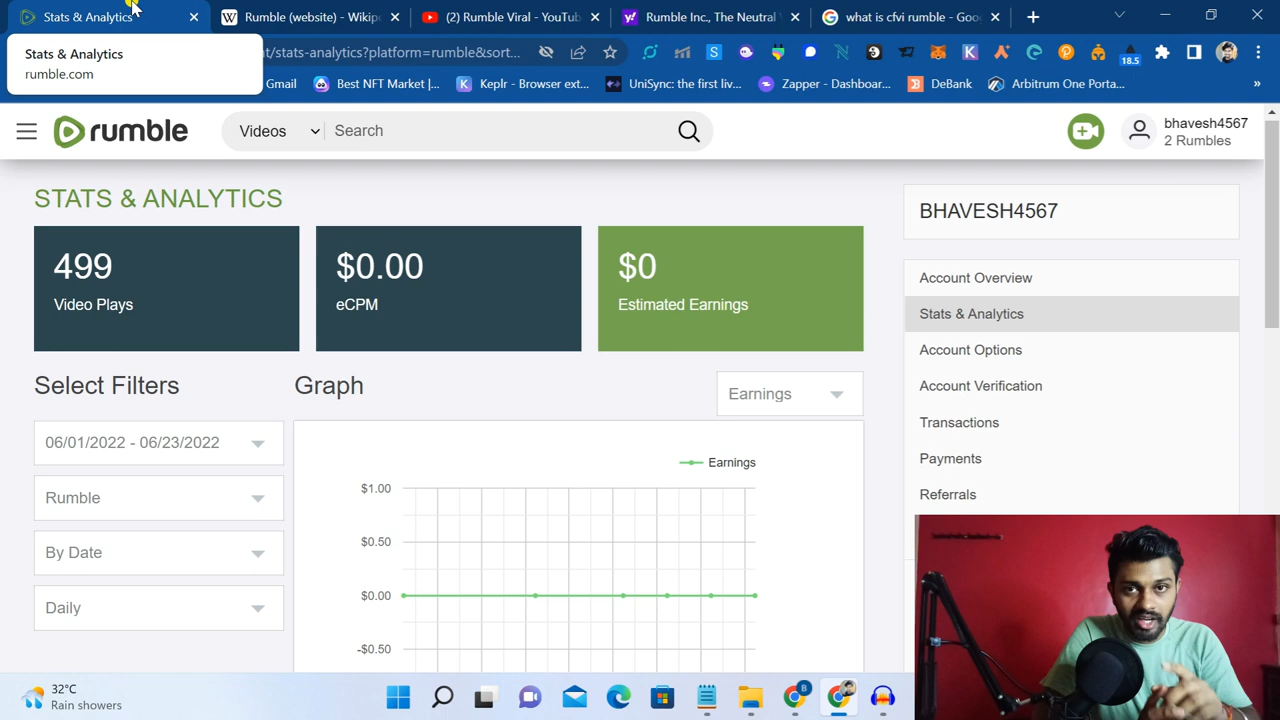 Stats & Analytics
Rumble (website) - Wikipe
(2) Rumble Viral - YouTub
Rumble Inc., The Neutral V
what is cfvi rumble - Goo
Stats & Analytics
rumble.com
nt/stats-analytics?platform=rumble&sort...
18.5
Gmail
Best NFT Market |...
Keplr - Browser ext...
UniSync: the first liv...
Zapper - Dashboar...
DeBank
Arbitrum One Porta...
»
rumble
Videos
Search
bhavesh4567
2 Rumbles
STATS & ANALYTICS
BHAVESH4567
499
Video Plays
$0.00
eCPM
$0
Estimated Earnings
Account Overview
Stats & Analytics
Account Options
Account Verification
Transactions
Payments
Referrals
Select Filters
Graph
Earnings
06/01/2022 - 06/23/2022
Rumble
By Date
Daily
Earnings
$1.00
$0.50
$0.00
-$0.50
32°C
Rain showers
B